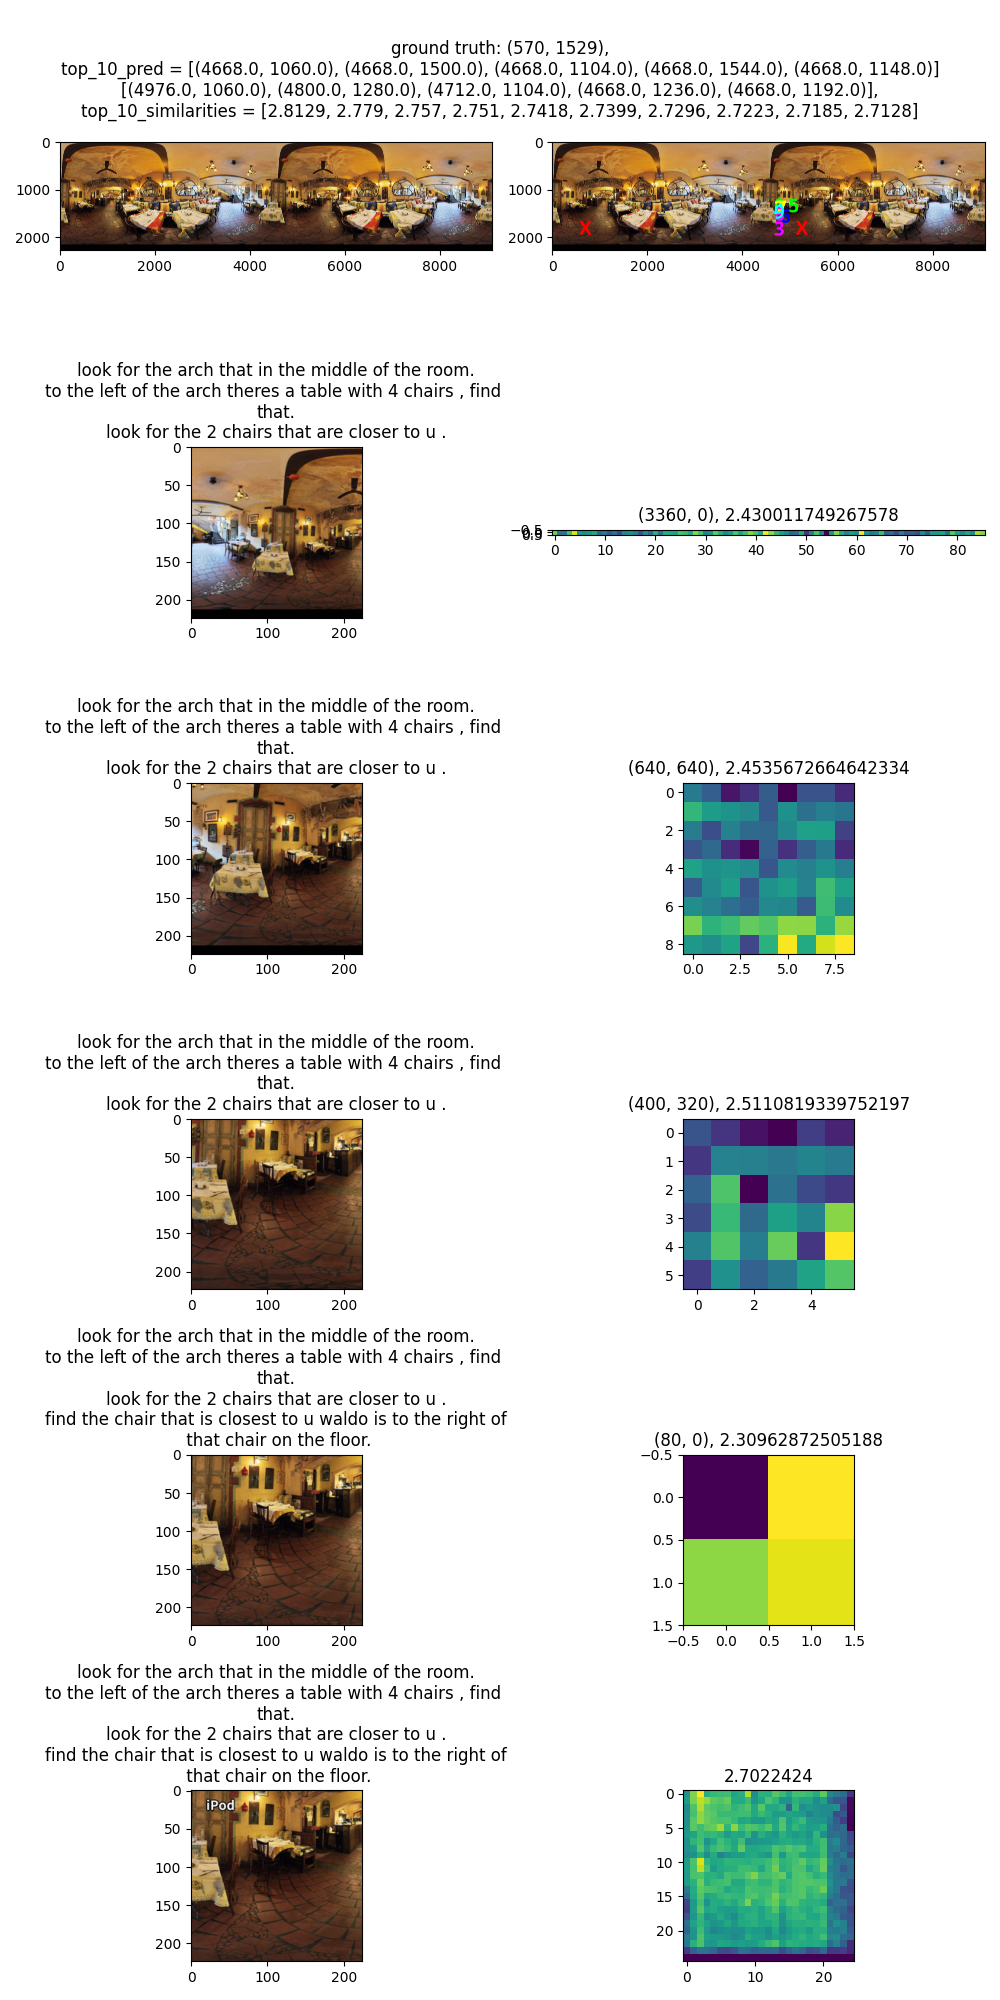 ground truth: (570, 1529),
top_10_pred = [(4668.0, 1060.0), (4668.0, 1500.0), (4668.0, 1104.0), (4668.0, 1544.0), (4668.0, 1148.0)]
[(4976.0, 1060.0), (4800.0, 1280.0), (4712.0, 1104.0), (4668.0, 1236.0), (4668.0, 1192.0)],
top_10_similarities = [2.8129, 2.779, 2.757, 2.751, 2.7418, 2.7399, 2.7296, 2.7223, 2.7185, 2.7128]
0
1000
2000
0 2000 4000 6000 8000
0
1000
2000
X
5
3
X
0 2000 4000 6000 8000
look for the arch that in the middle of the room.
to the left of the arch theres a table with 4 chairs , find
that.
look for the 2 chairs that are closer to u .
0
50
100
150
200
0 100 200
(3360, 0), 2.430011749267578
0 10 20 30 40 50 60 70 80
look for the arch that in the middle of the room.
to the left of the arch theres a table with 4 chairs , find
that.
look for the 2 chairs that are closer to u .
0
50
100
150
200
0 100 200
(640, 640), 2.4535672664642334
0
2
4
6
8
0.0 2.5 5.0 7.5
look for the arch that in the middle of the room.
to the left of the arch theres a table with 4 chairs , find
that.
look for the 2 chairs that are closer to u .
0
50
100
150
200
0 100 200
(400, 320), 2.5110819339752197
0
1
2
3
4
5
0 2 4
look for the arch that in the middle of the room.
to the left of the arch theres a table with 4 chairs , find
that.
look for the 2 chairs that are closer to u .
find the chair that is closest to u waldo is to the right of
that chair on the floor.
0
50
100
150
200
0 100 200
(80, 0), 2.30962872505188
−0.5
0.0
0.5
1.0
1.5
−0.5 0.0 0.5 1.0 1.5
look for the arch that in the middle of the room.
to the left of the arch theres a table with 4 chairs , find
that.
look for the 2 chairs that are closer to u .
find the chair that is closest to u waldo is to the right of
that chair on the floor.
0
50
100
150
200
iPod
0 100 200
2.7022424
0
5
10
15
20
0 10 20